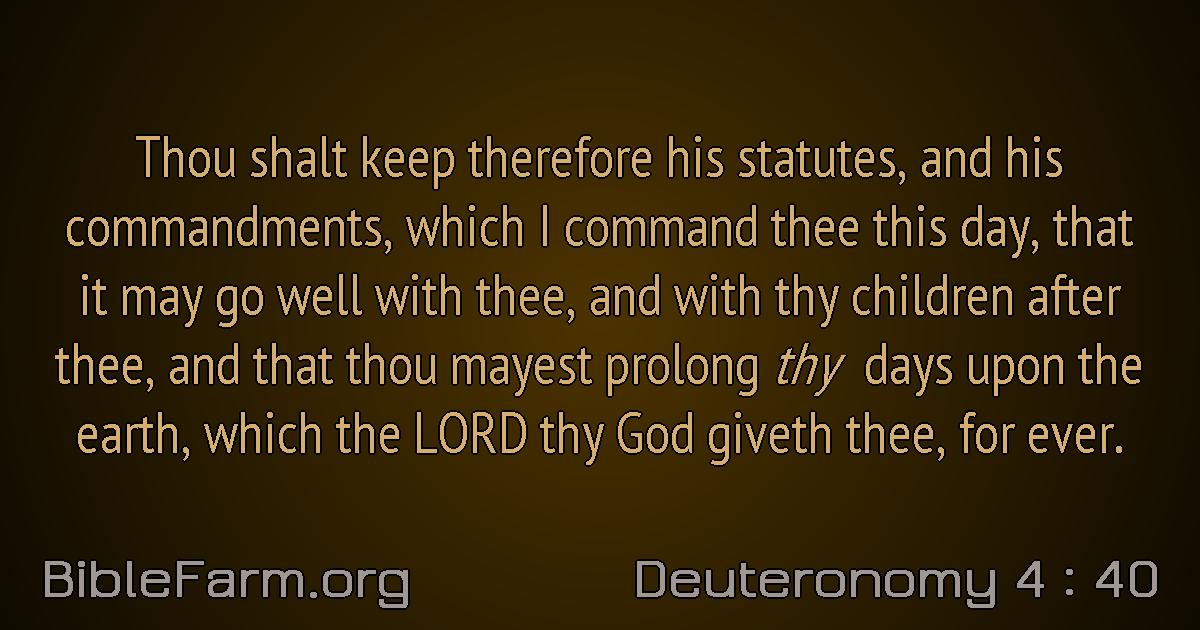 Thou shalt keep therefore his statutes, and his
commandments, which I command thee this day, that
it may go well with thee, and with thy children after
thee, and that thou mayest prolong thy days upon the
earth, which the LORD thy God giveth thee, for ever.
BibleFarm.org
Deuteronomy 4 : 40